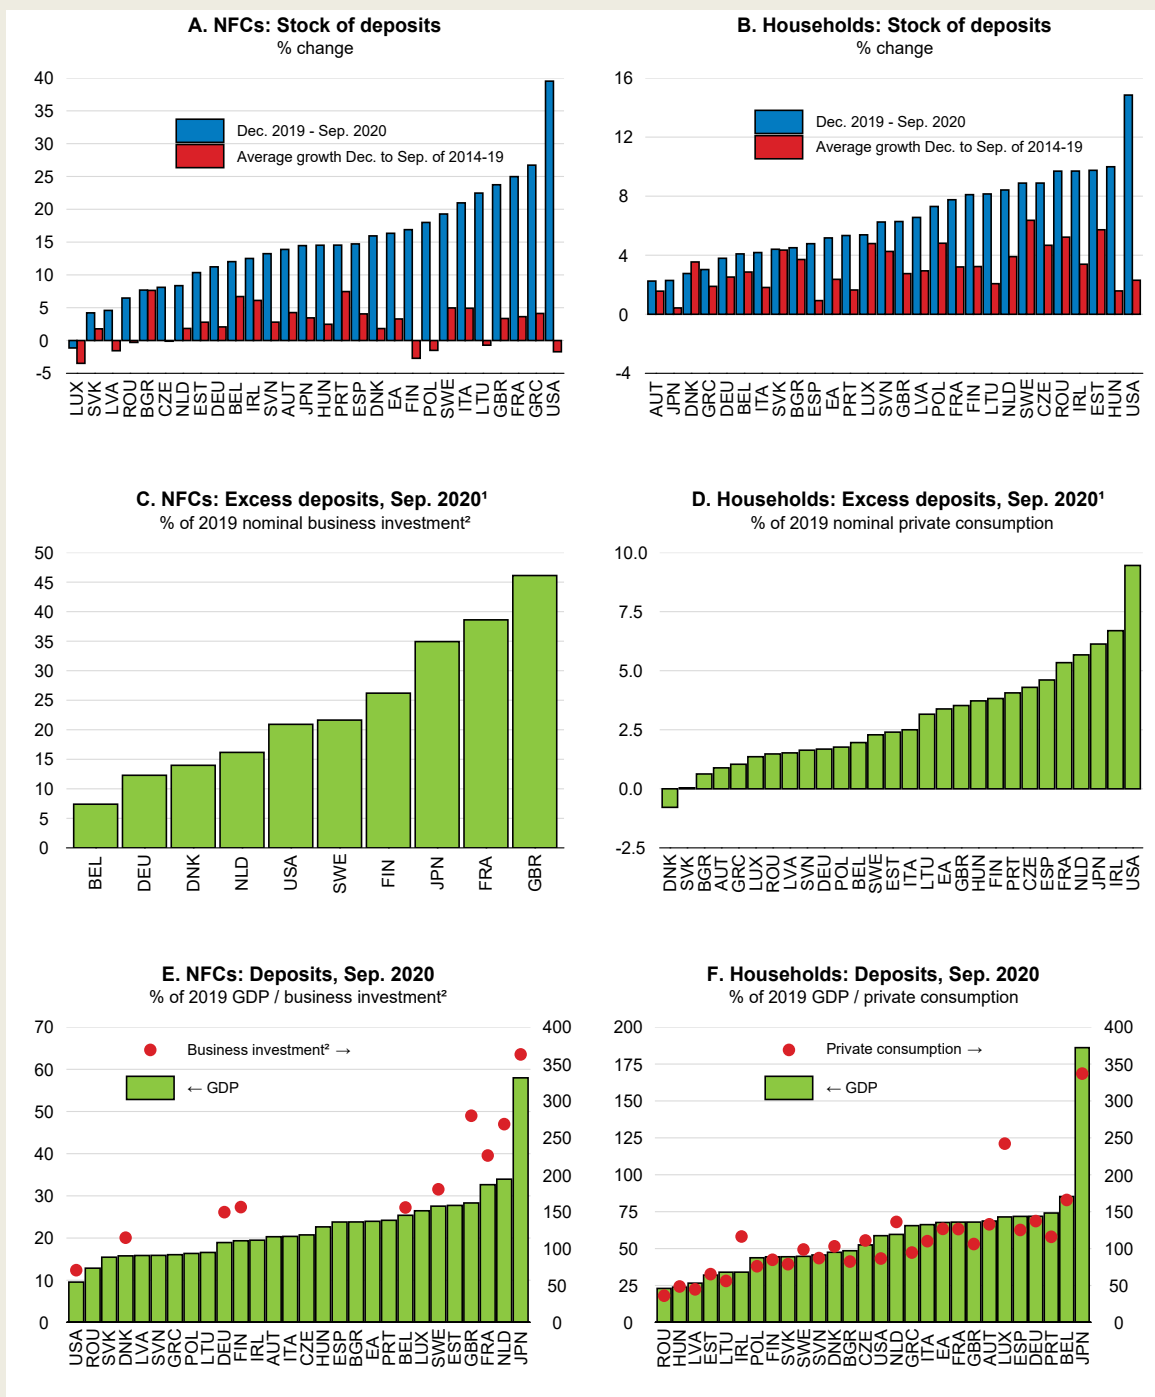 A. NFCs: Stock of deposits
% change
40
35
30
25
20
15
10
5
0
-5
Dec. 2019 - Sep. 2020
Average growth Dec. to Sep. of 2014-19
LUX SVK LVA ROU BGR CZE NLD EST DEU BEL IRL SVN AUT JPN HUN PRT ESP DNK EA FIN POL SWE ITA LTU GBR FRA GRC USA
B. Households: Stock of deposits
% change
16
12
8
4
0
-4
Dec. 2019 - Sep. 2020
Average growth Dec. to Sep. of 2014-19
AUT JPN DNK GRC DEU BEL ITA SVK BGR ESP EA PRT LUX SVN GBR LVA POL FRA FIN LTU NLD SWE CZE ROU IRL EST HUN USA
C. NFCs: Excess deposits, Sep. 2020¹
% of 2019 nominal business investment²
50
45
40
35
30
25
20
15
10
5
0
BEL DEU DNK NLD USA SWE FIN JPN FRA GBR
D. Households: Excess deposits, Sep. 2020¹
% of 2019 nominal private consumption
10.0
7.5
5.0
2.5
0.0
-2.5
DNK SVK BGR AUT GRC LUX ROU LVA SVN DEU POL BEL SWE EST ITA LTU EA GBR HUN FIN PRT CZE ESP FRA NLD JPN IRL USA
E. NFCs: Deposits, Sep. 2020
% of 2019 GDP / business investment²
70 400
60 350
50 300
40 250
30 200
20 150
10 100
0 50
0
Business investment² →
← GDP
USA ROU SVK DNK LVA SVN GRC POL LTU DEU FIN IRL AUT ITA CZE HUN ESP BGR EA PRT BEL LUX SWE EST GBR FRA NLD JPN
F. Households: Deposits, Sep. 2020
% of 2019 GDP / private consumption
200 400
175 350
150 300
125 250
100 200
75 150
50 100
25 50
0 0
Private consumption →
← GDP
ROU HUN LVA EST LTU IRL POL FIN SVK SWE SVN DNK BGR CZE USA NLD GRC ITA EA FRA GBR AUT LUX ESP DEU PRT BEL JPN